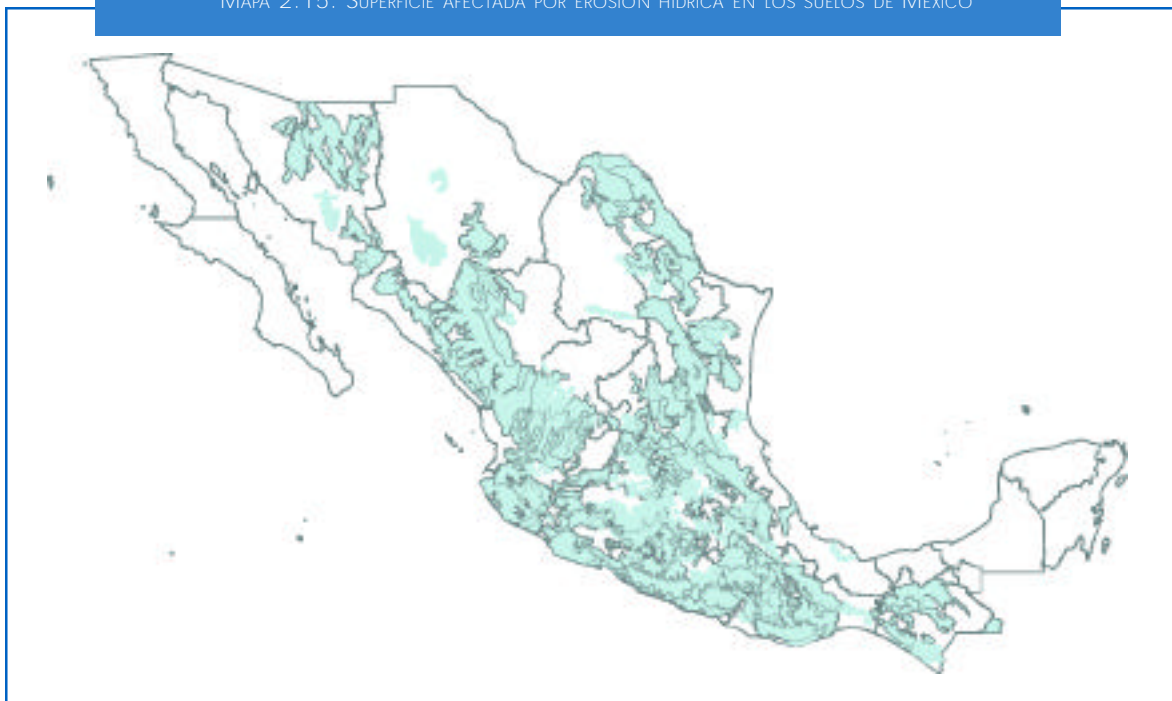 MAPA 2.15. SUPERFICIE AFECTADA POR EROSIÓN HÍDRICA EN LOS SUELOS DE MÉXICO